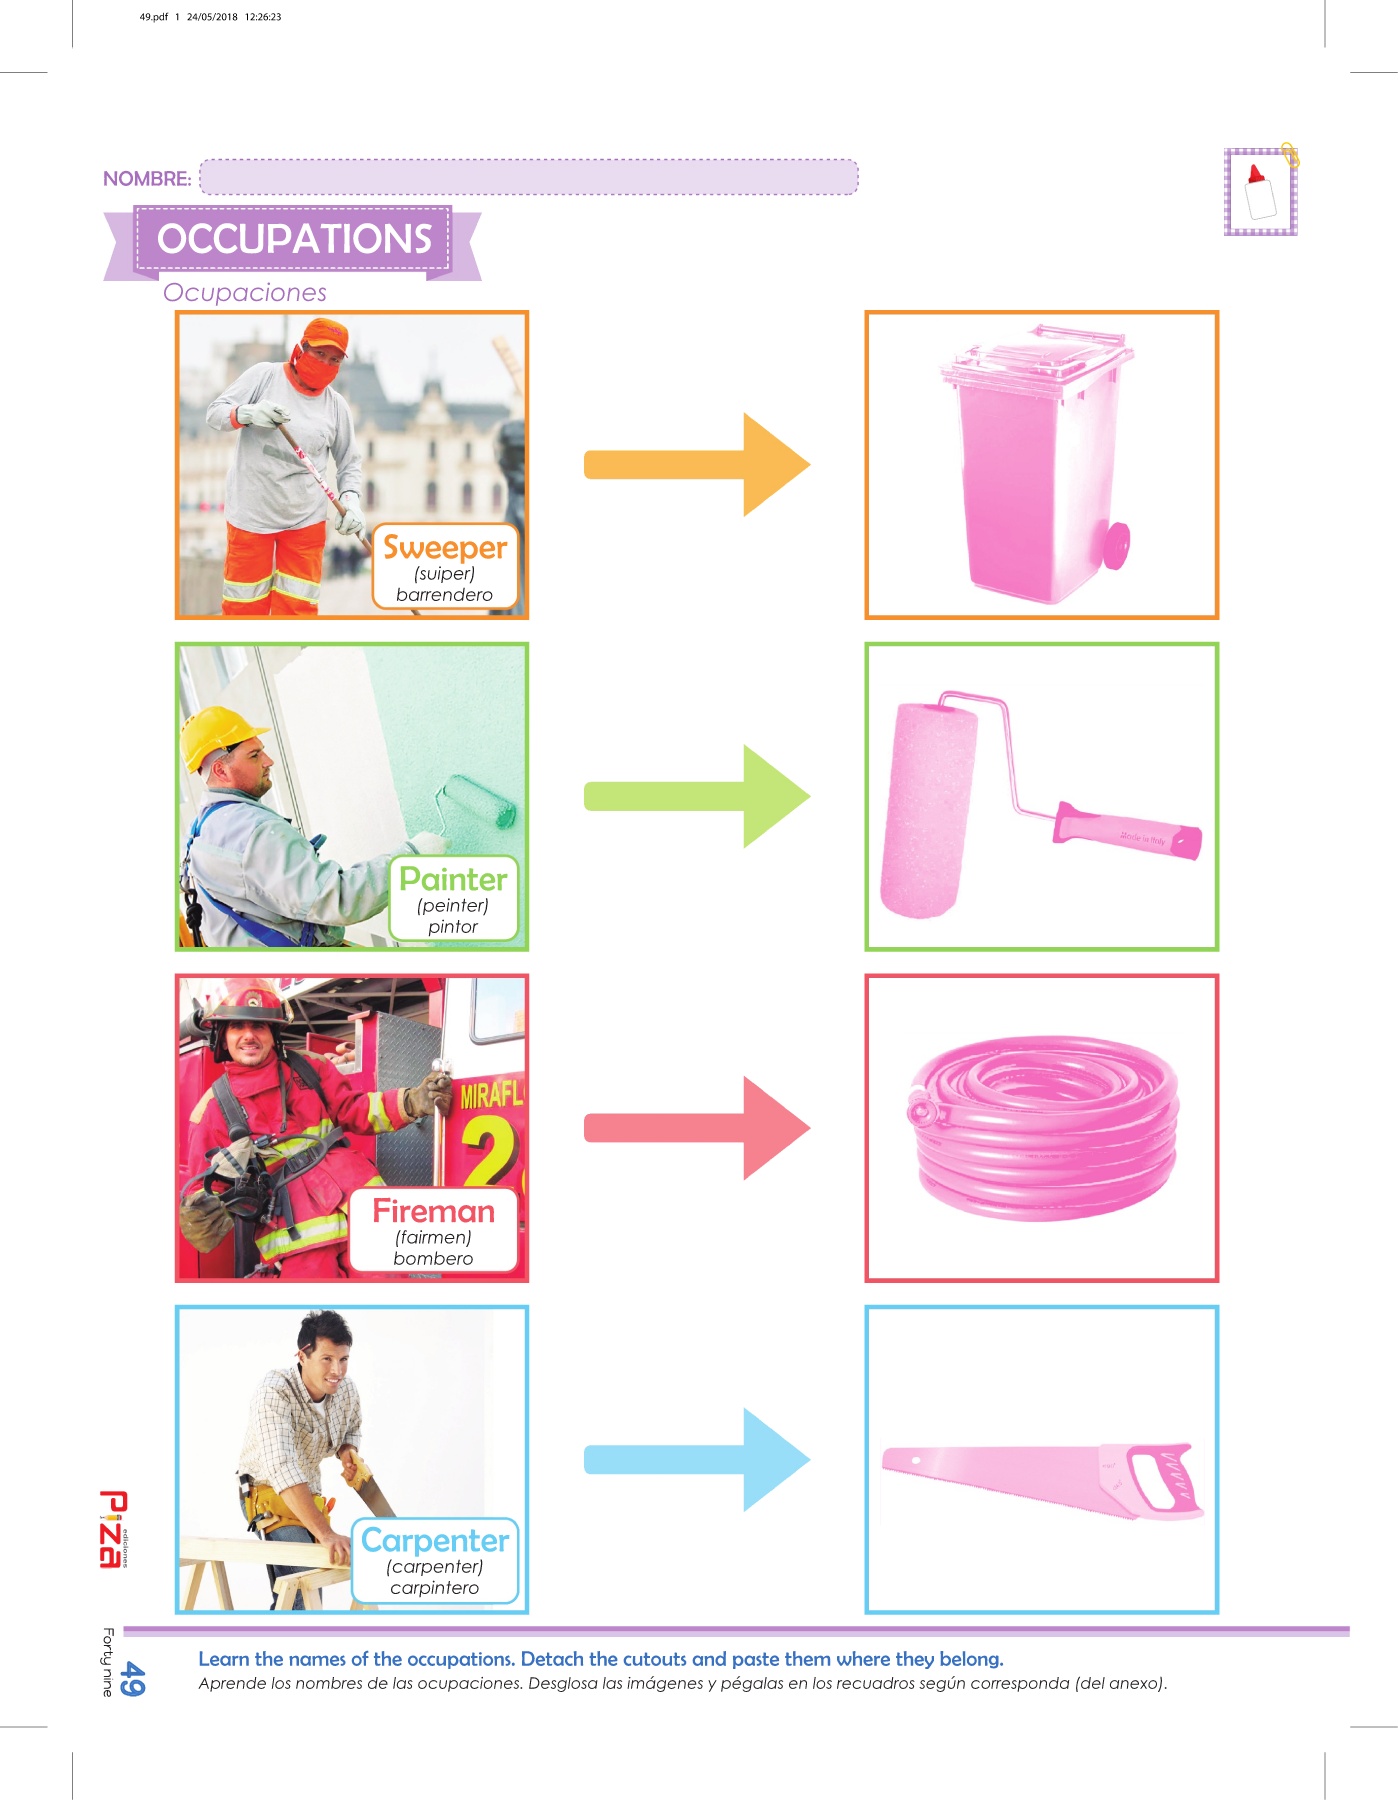 49.pdf 1 24/05/2018 12:26:23
NOMBRE:
OCCUPATIONS
Ocupaciones
Sweeper
(suiper)
barrendero
Painter
(peinter)
pintor
Made in Italy
MIRAFL
2
Fireman
(fairmen)
bombero
Carpenter
(carpenter)
carpintero
Piza
ediciones
Forty nine
49
Learn the names of the occupations. Detach the cutouts and paste them where they belong.
Aprende los nombres de las ocupaciones. Desglosa las imágenes y pégalas en los recuadros según corresponda (del anexo).